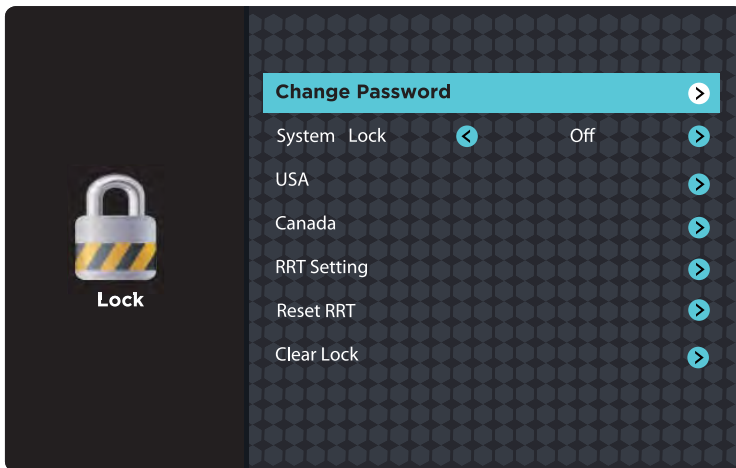 Lock
Change Password
System Lock Off
USA
Canada
RRT Setting
Reset RRT
Clear Lock